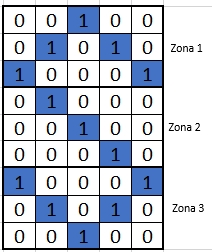 0 0 1 0 0
0 1 0 1 0 Zona 1
1 0 0 0 1
0 1 0 0 0
0 0 1 0 0 Zona 2
0 0 0 1 0
1 0 0 0 1
0 1 0 1 0 Zona 3
0 0 1 0 0